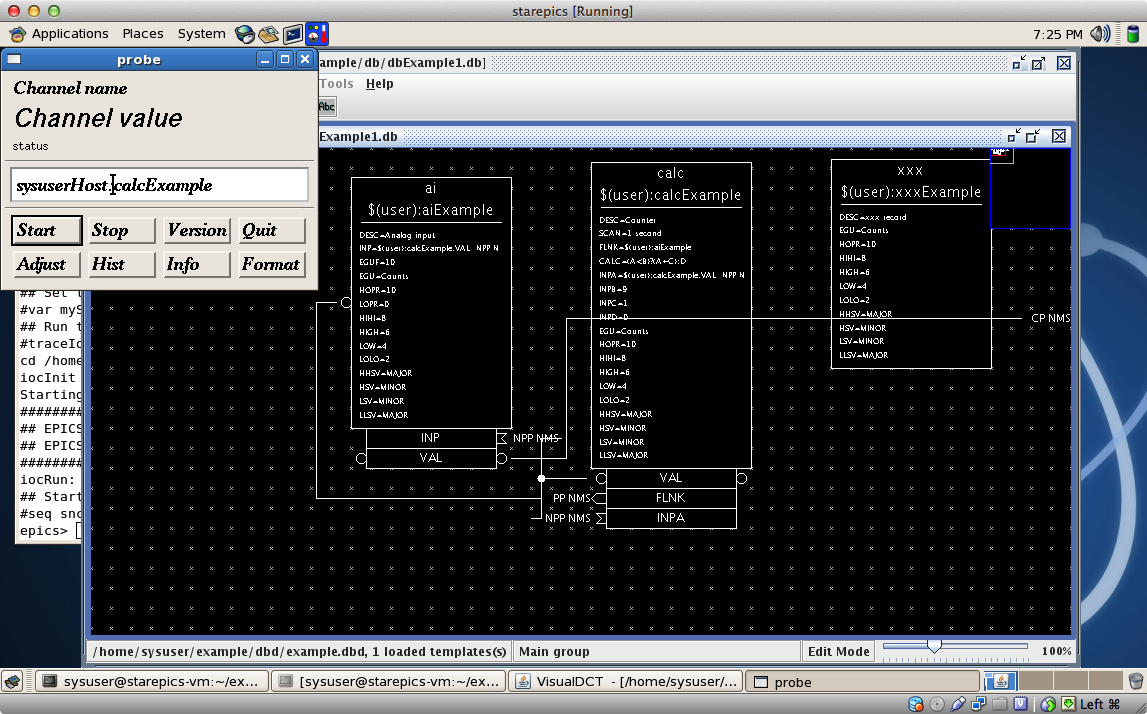 starepics [Running]
Applications Places System
7:25 PM
probe
ample/db/dbExample1.db]
Tools Help
Abc
Example1.db
Channel name
Channel value
status
sysuserHost:calcExample
Start Stop Version Quit
Adjust Hist Info Format
ai
$(user):aiExample
DESC=Analog input
INP=$(user):calcExample.VAL NPP N
EGUF=10
EGU=Counts
HOPR=10
LOPR=0
HIHI=8
HIGH=6
LOW=4
LOLO=2
HHSV=MAJOR
HSV=MINOR
LSV=MINOR
LLSV=MAJOR
INP
NPP NMS
VAL
calc
$(user):calcExample
DESC=Counter
SCAN=1 second
FLNK=$(user):aiExample
CALC=(A<B)?(A+C):D
INPA=$(user):calcExample.VAL NPP N
INPB=9
INPC=1
INPD=0
EGU=Counts
HOPR=10
HIHI=8
HIGH=6
LOW=4
LOLO=2
HHSV=MAJOR
HSV=MINOR
LSV=MINOR
LLSV=MAJOR
VAL
PP NMS
FLNK
NPP NMS
INPA
xxx
$(user):xxxExample
DESC=xxx record
EGU=Counts
HOPR=10
HIHI=8
HIGH=6
LOW=4
LOLO=2
HHSV=MAJOR
HSV=MINOR
LSV=MINOR
LLSV=MAJOR
CP NMS
## Set
#var myS
## Run t
#traceIo
cd /home
iocInit
Starting
########
## EPICS
## EPICS
########
iocRun:
## Start
#seq snc
epics>
/home/sysuser/example/dbd/example.dbd, 1 loaded templates(s)
Main group
Edit Mode
100%
sysuser@starepics-vm:~/ex...
[sysuser@starepics-vm:~/ex...
VisualDCT - [/home/sysuser/...
probe
Left ⌘